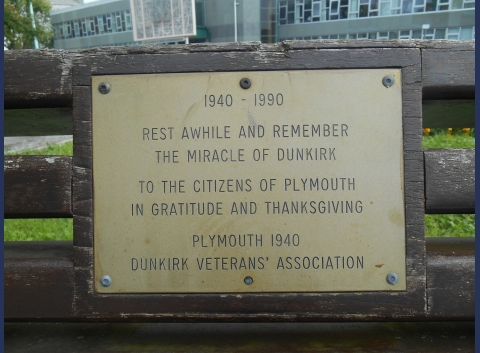 1940 - 1990
REST AWHILE AND REMEMBER
THE MIRACLE OF DUNKIRK
TO THE CITIZENS OF PLYMOUTH
IN GRATITUDE AND THANKSGIVING
PLYMOUTH 1940
DUNKIRK VETERANS' ASSOCIATION